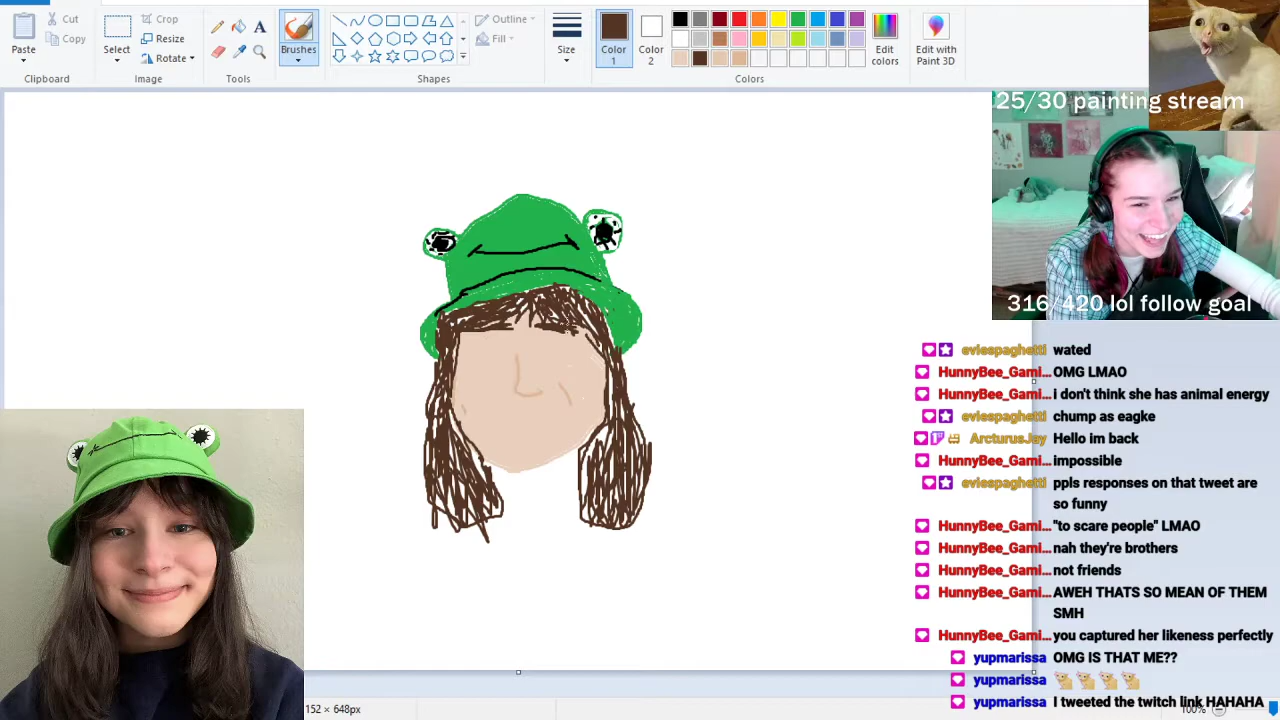 Paste
Cut
Copy
Clipboard
Select
Crop
Resize
Rotate
Image
A
Tools
Brushes
Shapes
Outline
Fill
Size
Color
1
Color
2
Edit
colors
Edit with
Paint 3D
Colors
25/30 painting stream
316/420 lol follow goal
eviespaghetti wated
HunnyBee_Gami... OMG LMAO
HunnyBee_Gami... I don't think she has animal energy
eviespaghetti chump as eagke
ArcturusJay Hello im back
HunnyBee_Gami... impossible
eviespaghetti ppls responses on that tweet are
so funny
HunnyBee_Gami... "to scare people" LMAO
HunnyBee_Gami... nah they're brothers
HunnyBee_Gami... not friends
HunnyBee_Gami... AWEH THATS SO MEAN OF THEM
SMH
HunnyBee_Gami... you captured her likeness perfectly
yupmarissa OMG IS THAT ME??
yupmarissa
yupmarissa I tweeted the twitch link HAHAHA
152 × 648px
100%